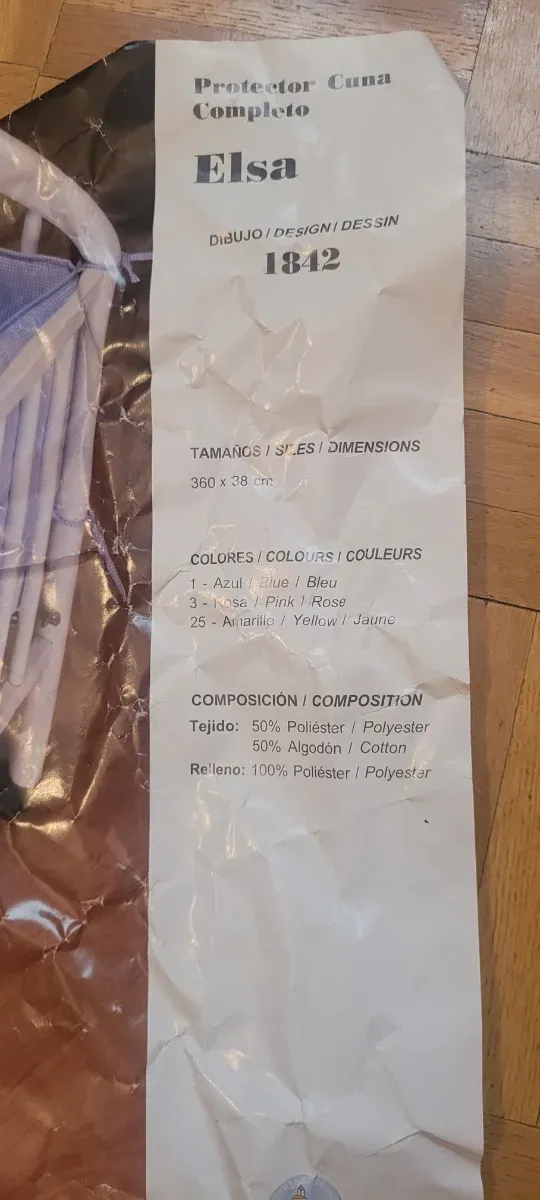 Protector Cuna
Completo
Elsa
DIBUJO / DESIGN / DESSIN
1842
TAMAÑOS / SIZES / DIMENSIONS
360 x 38 cm
COLORES / COLOURS / COULEURS
1 - Azul / Blue / Bleu
3 - Rosa / Pink / Rose
25 - Amarillo / Yellow / Jaune
COMPOSICIÓN / COMPOSITION
Tejido: 50% Poliéster / Polyester
50% Algodón / Cotton
Relleno: 100% Poliéster / Polyester